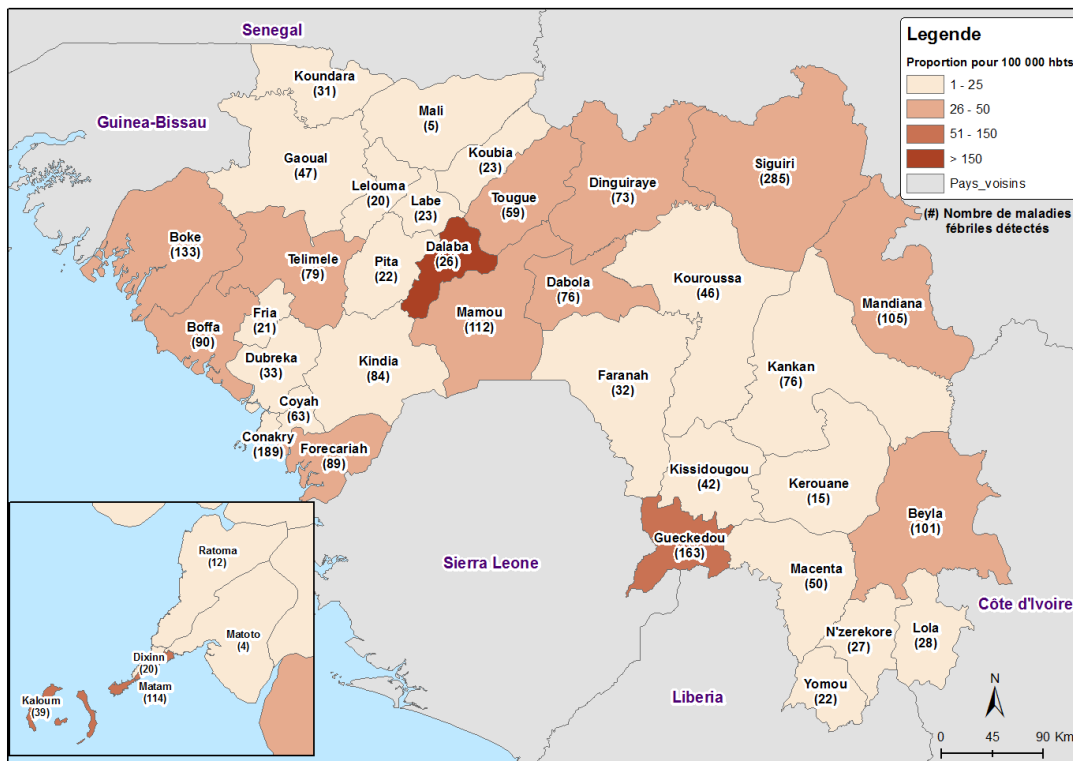 Senegal
Legende
Proportion pour 100 000 hbts
1 - 25
26 - 50
51 - 150
> 150
Pays_voisins
(#) Nombre de maladies
fébriles détectés
Koundara
(31)
Mali
(5)
Guinea-Bissau
Gaoual
(47)
Koubia
(23)
Lelouma
(20)
Labe
(23)
Tougue
(59)
Dinguiraye
(73)
Siguiri
(285)
Boke
(133)
Telimele
(79)
Pita
(22)
Dalaba
(26)
Dabola
(76)
Kouroussa
(46)
Mandiana
(105)
Boffa
(90)
Fria
(21)
Mamou
(112)
Dubreka
(33)
Kindia
(84)
Faranah
(32)
Kankan
(76)
Coyah
(63)
Conakry
(189)
Forecariah
(89)
Kissidougou
(42)
Kerouane
(15)
Beyla
(101)
Gueckedou
(163)
Sierra Leone
Macenta
(50)
Côte d'Ivoire
N'zerekore
(27)
Lola
(28)
Yomou
(22)
Liberia
Ratoma
(12)
Matoto
(4)
Dixinn
(20)
Matam
(114)
Kaloum
(39)
N
0 45 90 Km